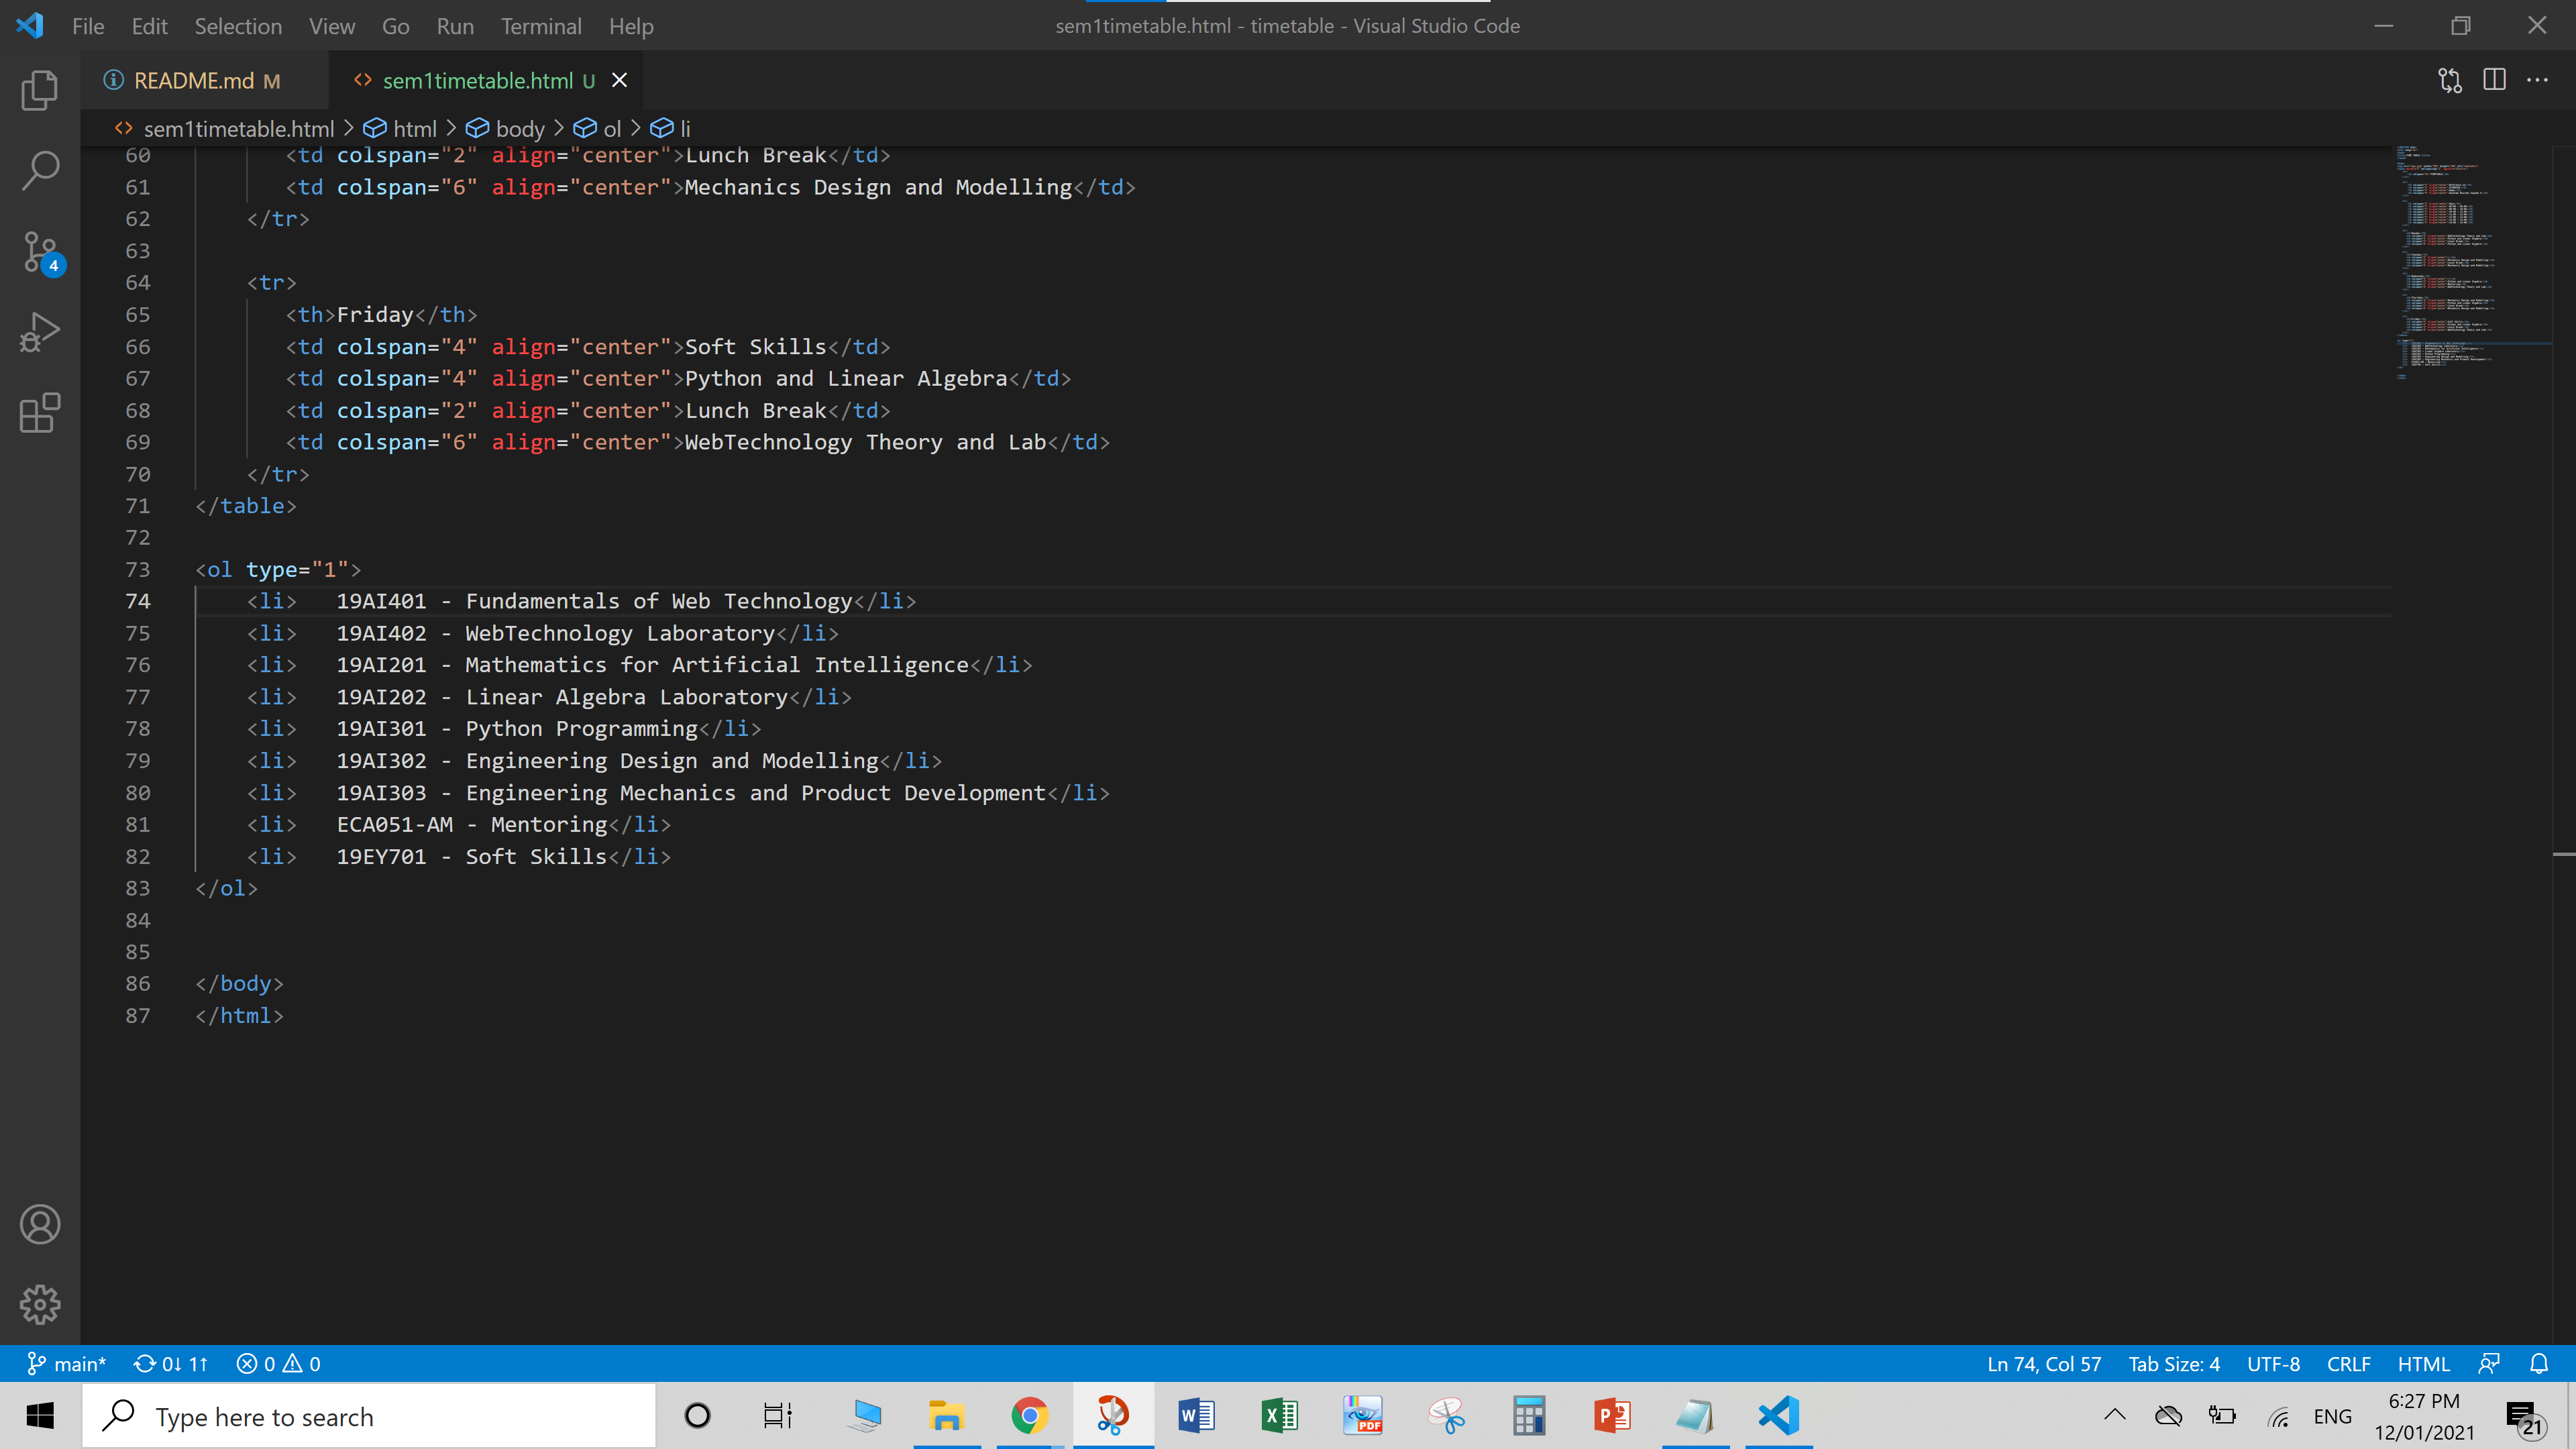 File Edit Selection View Go Run Terminal Help sem1timetable.html - timetable - Visual Studio Code
README.md M sem1timetable.html U
sem1timetable.html > html > body > ol > li
60 <td colspan="2" align="center">Lunch Break</td>
61 <td colspan="6" align="center">Mechanics Design and Modelling</td>
62 </tr>
63
64 <tr>
65 <th>Friday</th>
66 <td colspan="4" align="center">Soft Skills</td>
67 <td colspan="4" align="center">Python and Linear Algebra</td>
68 <td colspan="2" align="center">Lunch Break</td>
69 <td colspan="6" align="center">WebTechnology Theory and Lab</td>
70 </tr>
71 </table>
72
73 <ol type="1">
74 <li>   19AI401 - Fundamentals of Web Technology</li>
75 <li>   19AI402 - WebTechnology Laboratory</li>
76 <li>   19AI201 - Mathematics for Artificial Intelligence</li>
77 <li>   19AI202 - Linear Algebra Laboratory</li>
78 <li>   19AI301 - Python Programming</li>
79 <li>   19AI302 - Engineering Design and Modelling</li>
80 <li>   19AI303 - Engineering Mechanics and Product Development</li>
81 <li>   ECA051-AM - Mentoring</li>
82 <li>   19EY701 - Soft Skills</li>
83 </ol>
84
85
86 </body>
87 </html>
4
main* 0↓ 1↑ 0 0 Ln 74, Col 57 Tab Size: 4 UTF-8 CRLF HTML
Type here to search ENG 6:27 PM
12/01/2021 21